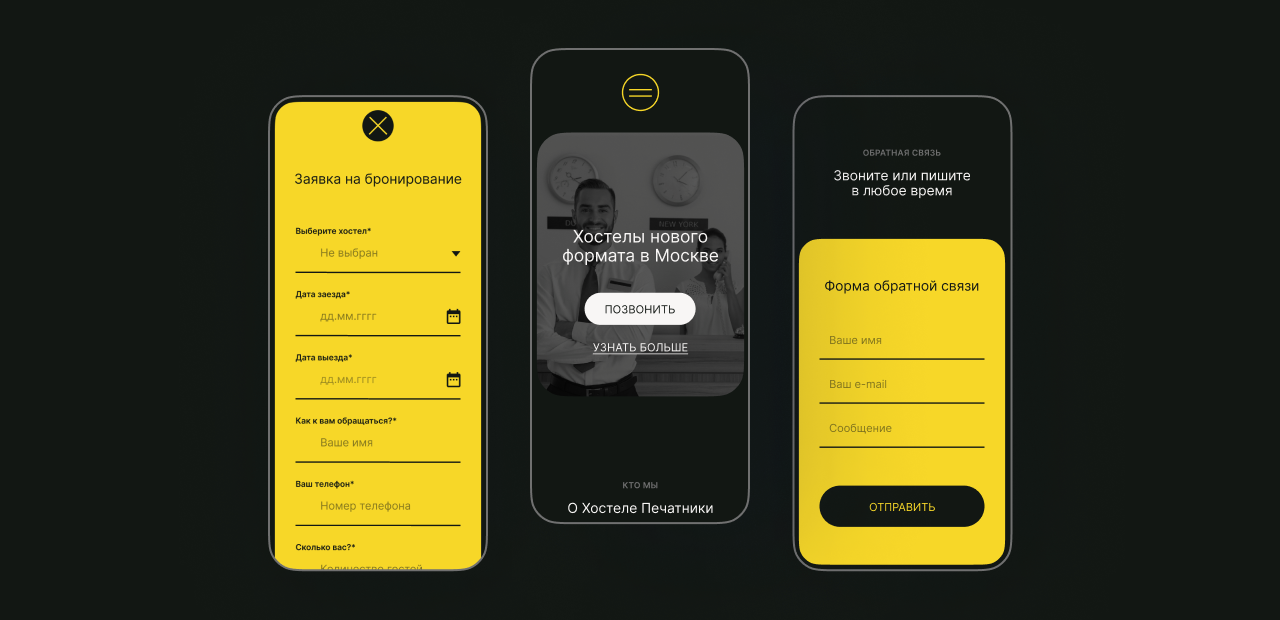 Заявка на бронирование
Выберите хостел*
Не выбран
Дата заезда*
дд.мм.гггг
Дата выезда*
дд.мм.гггг
Как к вам обращаться?*
Ваше имя
Ваш телефон*
Номер телефона
Сколько вас?*
Количество гостей
NEW YORK
Хостелы нового
формата в Москве
ПОЗВОНИТЬ
УЗНАТЬ БОЛЬШЕ
КТО МЫ
О Хостеле Печатники
ОБРАТНАЯ СВЯЗЬ
Звоните или пишите
в любое время
Форма обратной связи
Ваше имя
Ваш e-mail
Сообщение
ОТПРАВИТЬ